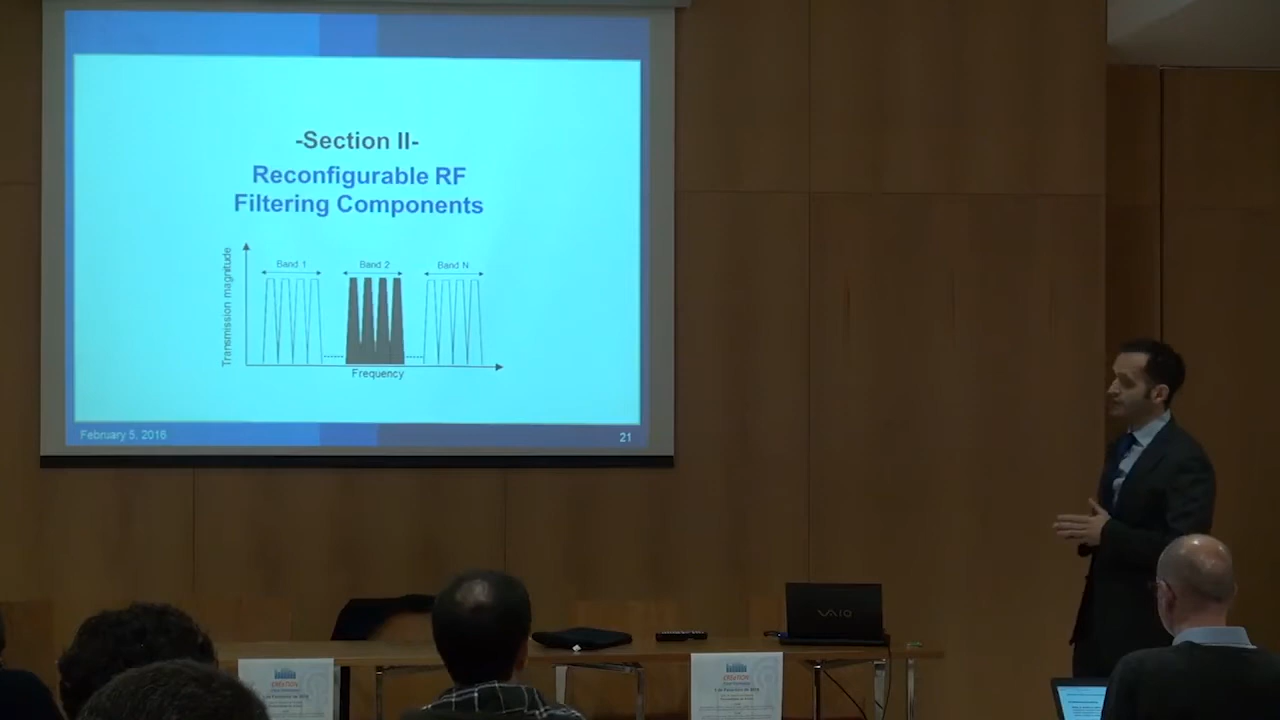 -Section II-
Reconfigurable RF
Filtering Components
Transmission magnitude
Band 1
Band 2
Band N
Frequency
February 5, 2016
21
VAIO